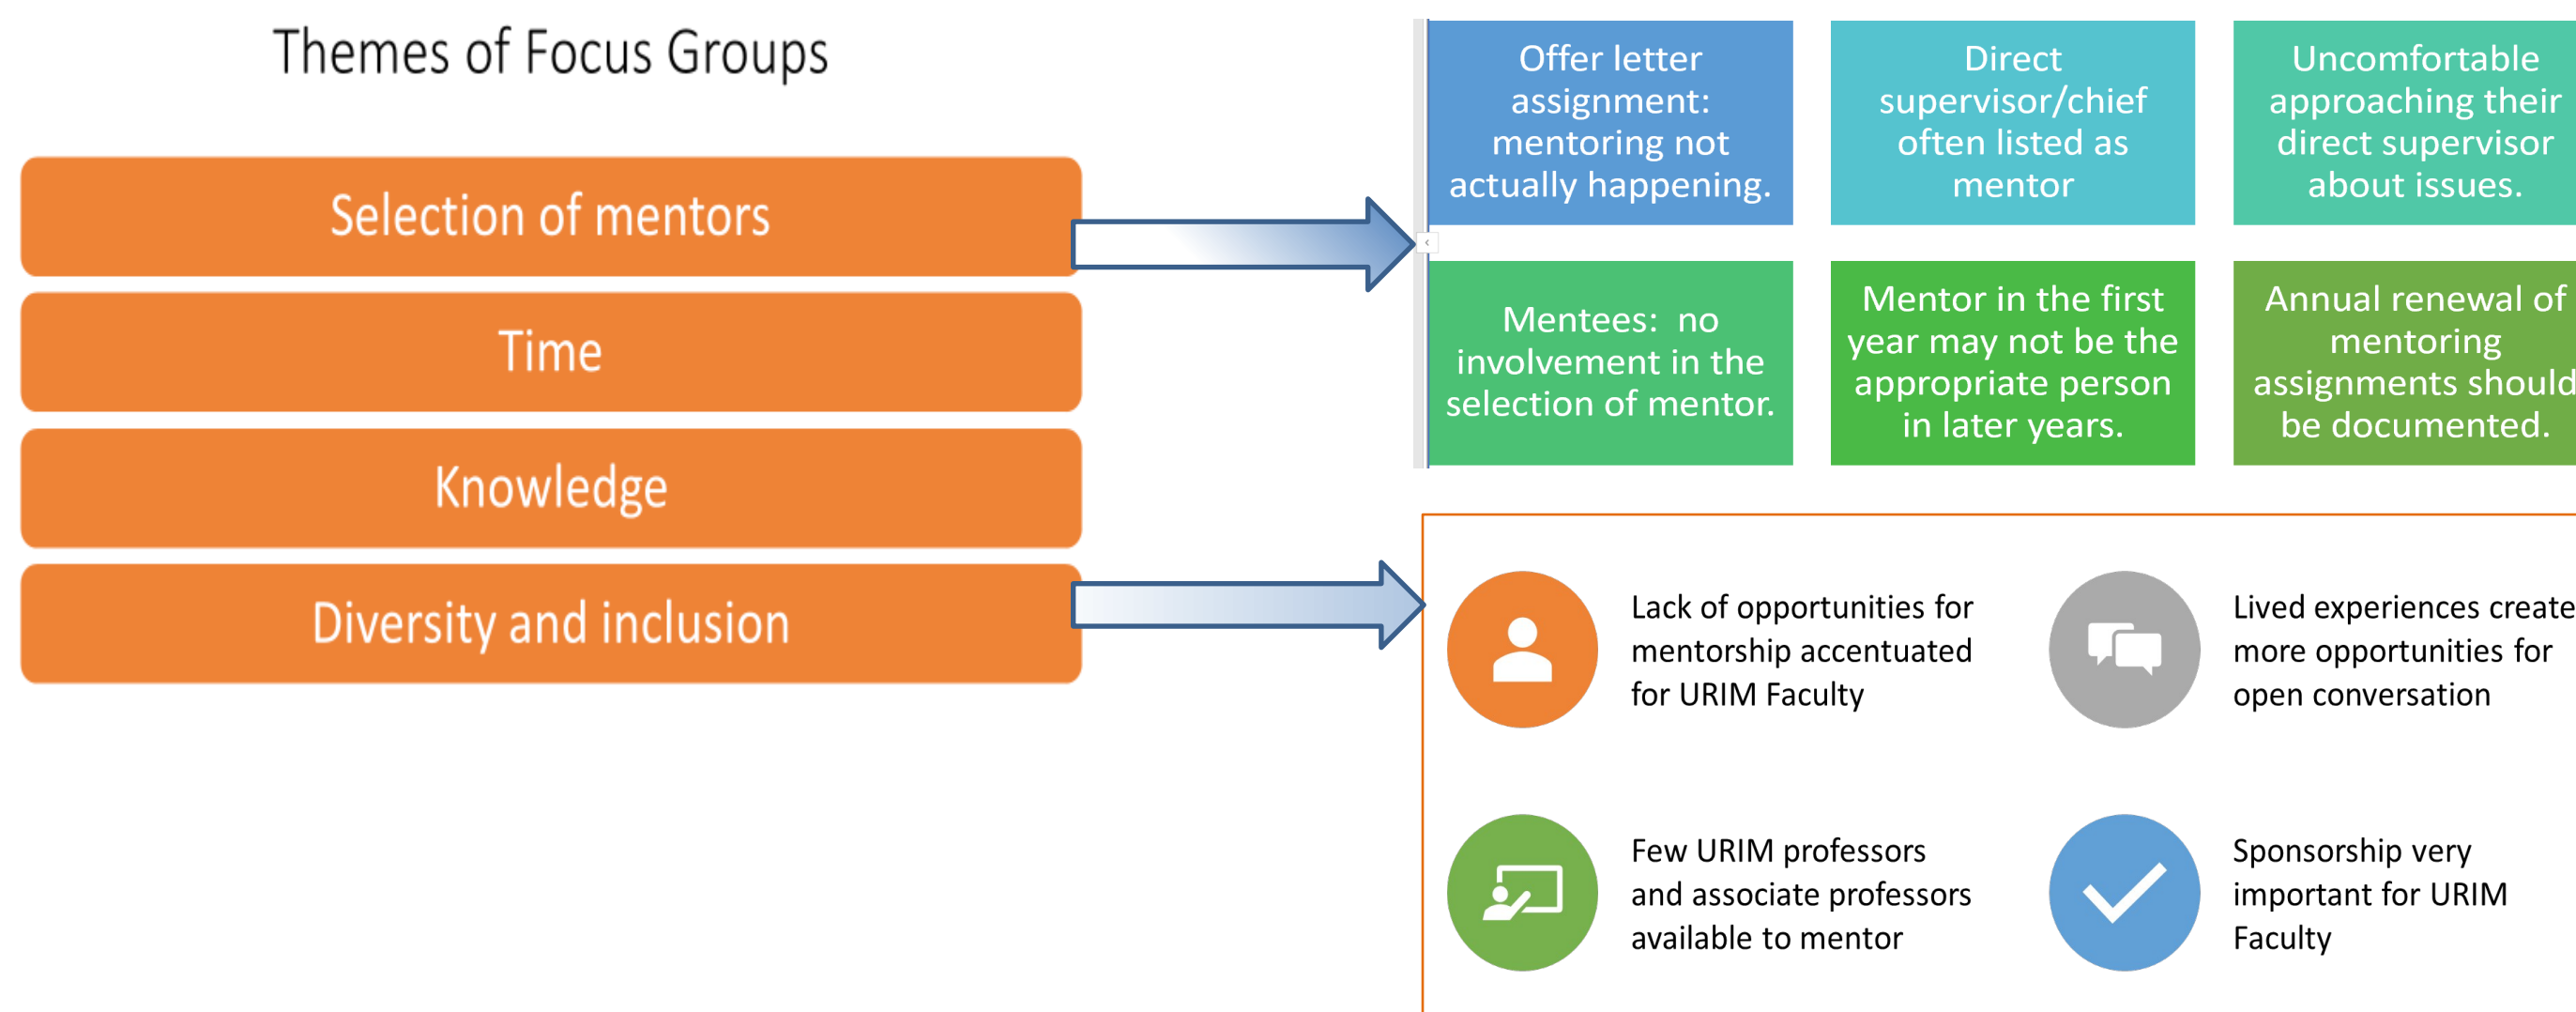 Themes of Focus Groups
Selection of mentors
Time
Knowledge
Diversity and inclusion
Offer letter
assignment:
mentoring not
actually happening.
Direct
supervisor/chief
often listed as
mentor
Uncomfortable
approaching their
direct supervisor
about issues.
Mentees:  no
involvement in the
selection of mentor.
Mentor in the first
year may not be the
appropriate person
in later years.
Annual renewal of
mentoring
assignments should
be documented.
Lack of opportunities for
mentorship accentuated
for URIM Faculty
Lived experiences create
more opportunities for
open conversation
Few URIM professors
and associate professors
available to mentor
Sponsorship very
important for URIM
Faculty